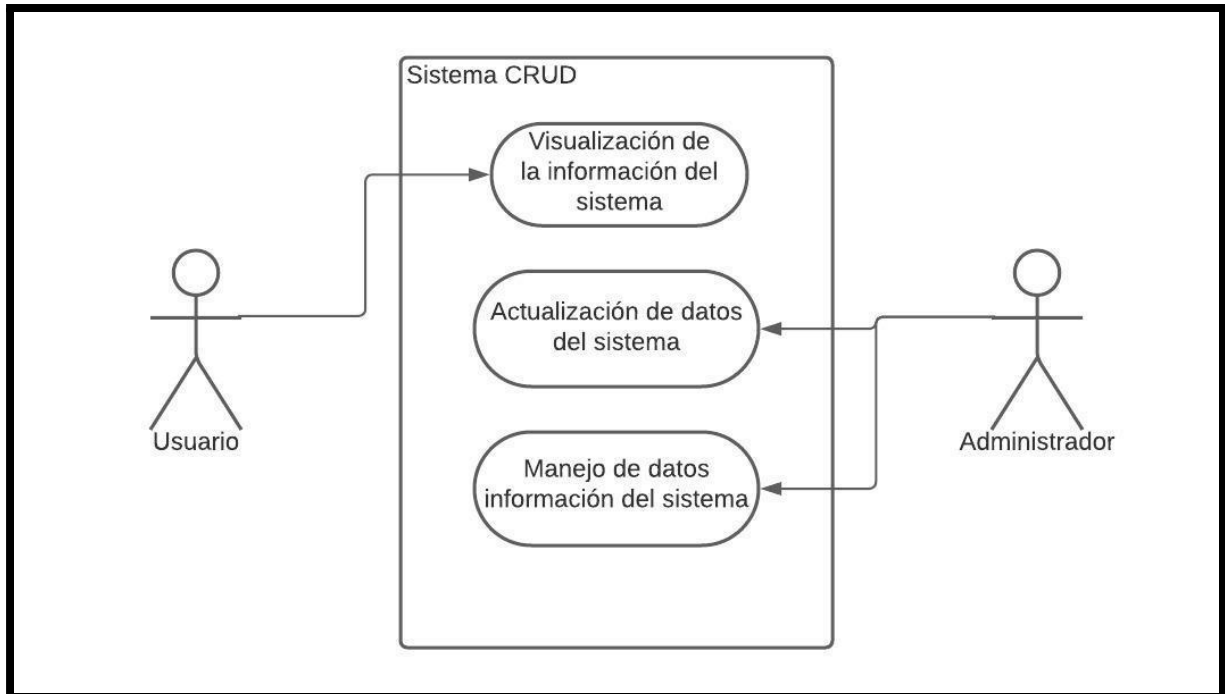 Sistema CRUD
Visualización de
la información del
sistema
Actualización de datos
del sistema
Usuario
Administrador
Manejo de datos
información del sistema